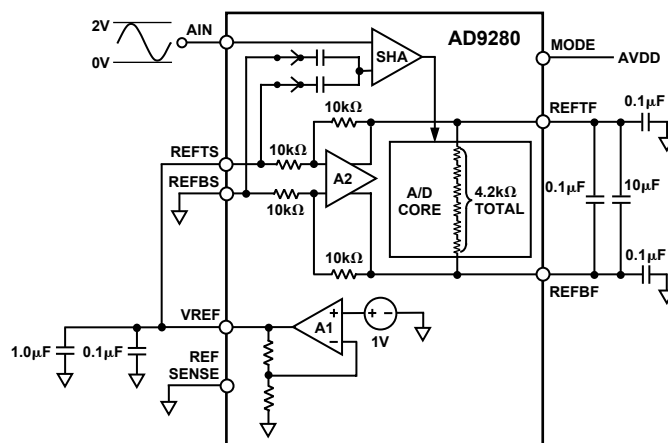 2V
0V
AIN
AD9280
SHA
MODE
AVDD
REFTF
0.1µF
10kΩ
REFTS
10kΩ
REFBS
10kΩ
A2
A/D
CORE
4.2kΩ
TOTAL
0.1µF
10µF
10kΩ
0.1µF
REFBF
VREF
A1
+
−
+ −
1V
1.0µF
0.1µF
REF
SENSE